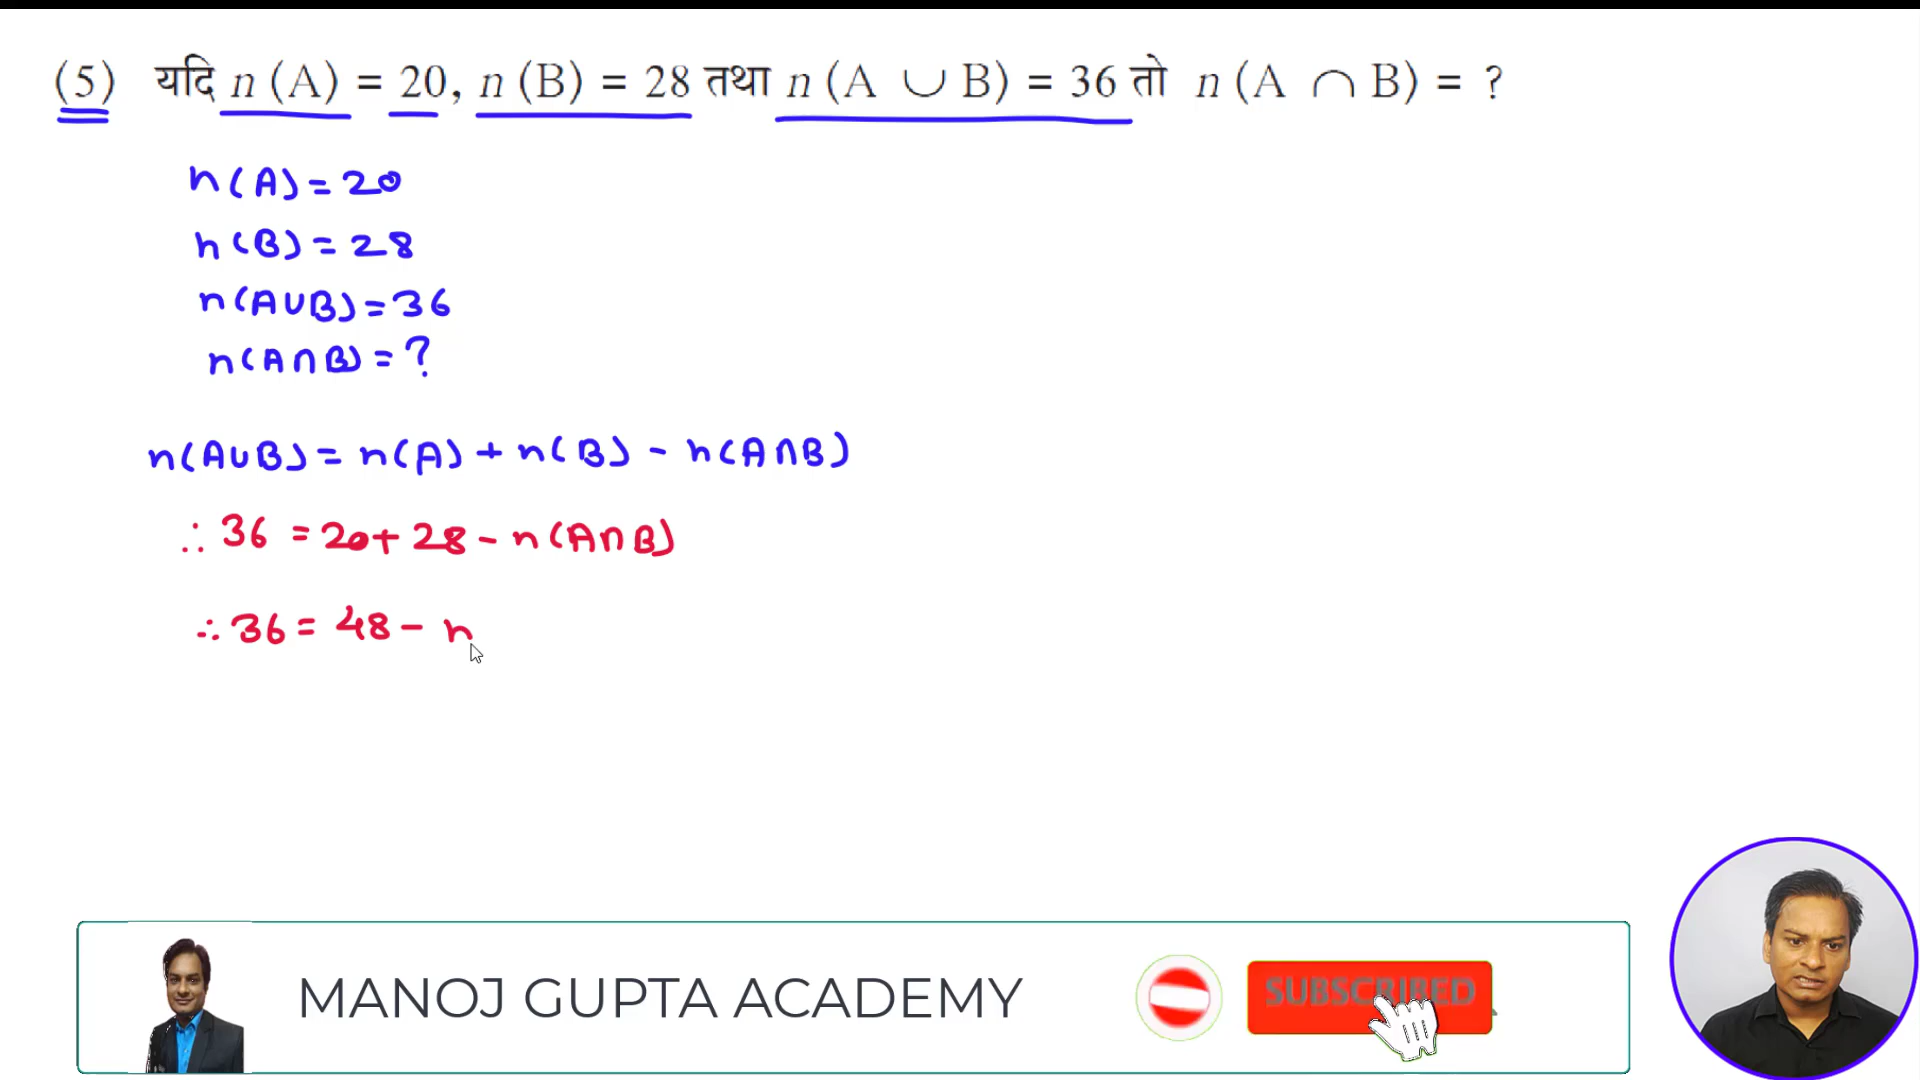 (5) यदि n (A) = 20, n (B) = 28 तथा n (A ∪ B) = 36 तो n (A ∩ B) = ?
n(A) = 20
n(B) = 28
n(A∪B) = 36
n(A∩B) = ?
n(A∪B) = n(A) + n(B) - n(A∩B)
∴ 36 = 20 + 28 - n(A∩B)
∴ 36 = 48 - n
MANOJ GUPTA ACADEMY
SUBSCRIBED